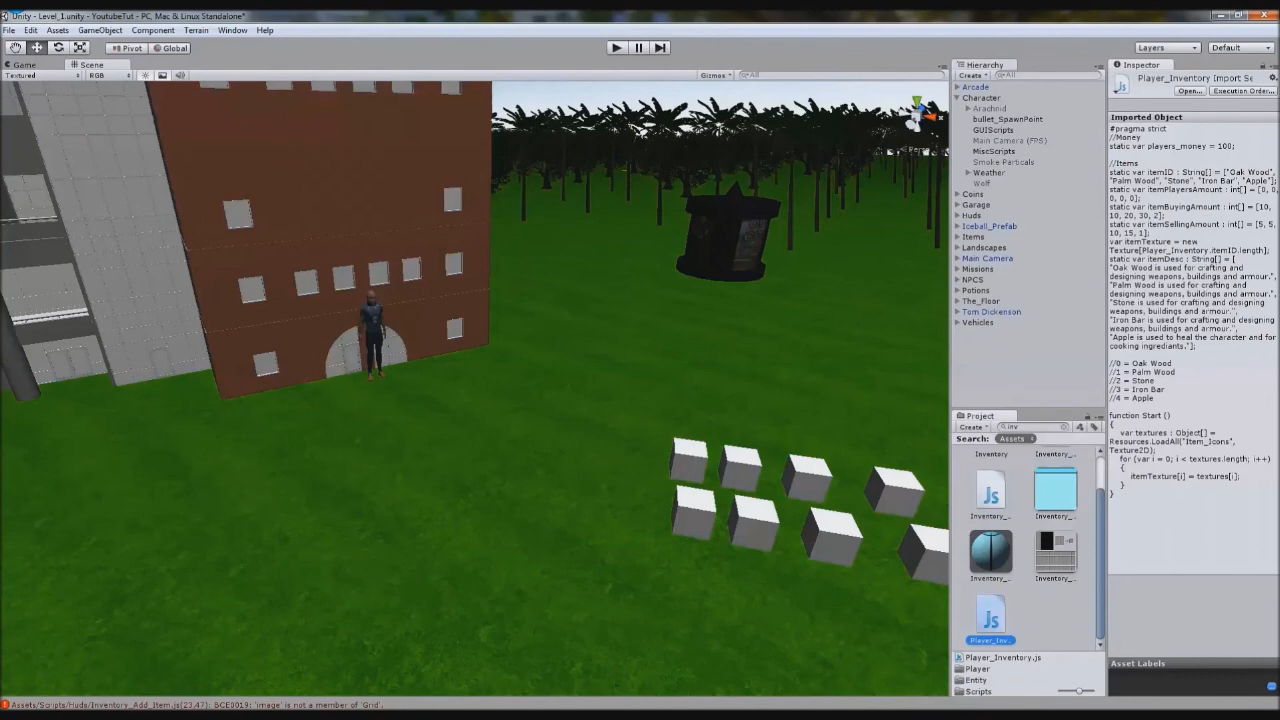 Unity - Level_1.unity - YoutubeTut - PC, Mac & Linux Standalone*
File Edit Assets GameObject Component Terrain Window Help
Pivot Global
Layers
Default
Game
Scene
Textured
RGB
Gizmos
All
Persp
Hierarchy
Create
All
Arcade
Character
Arachnid
bullet_SpawnPoint
GUIScripts
Main Camera (FPS)
MiscScripts
Smoke Particals
Weather
Wolf
Coins
Garage
Huds
Iceball_Prefab
Items
Landscapes
Main Camera
Missions
NPCS
Potions
The_Floor
Tom Dickenson
Vehicles
Project
Create
inv
Search: Assets
Inventory
Inventory_...
Inventory_...
Inventory_...
Inventory_...
Inventory_...
Player_Inv...
Player_Inventory.js
Player
Entity
Scripts
Inspector
Player_Inventory Import Se
Open...
Execution Order...
Imported Object
#pragma strict
//Money
static var players_money = 100;
//Items
static var itemID : String[] = ["Oak Wood",
"Palm Wood", "Stone", "Iron Bar", "Apple"];
static var itemPlayersAmount : int[] = [0, 0,
0, 0, 0];
static var itemBuyingAmount : int[] = [10,
10, 20, 30, 2];
static var itemSellingAmount : int[] = [5, 5,
10, 15, 1];
var itemTexture = new
Texture[Player_Inventory.itemID.length];
static var itemDesc : String[] = [
"Oak Wood is used for crafting and
designing weapons, buildings and armour.",
"Palm Wood is used for crafting and
designing weapons, buildings and armour.",
"Stone is used for crafting and designing
weapons, buildings and armour.",
"Iron Bar is used for crafting and designing
weapons, buildings and armour.",
"Apple is used to heal the character and for
cooking ingrediants."];
//0 = Oak Wood
//1 = Palm Wood
//2 = Stone
//3 = Iron Bar
//4 = Apple
function Start ()
{
var textures : Object[] =
Resources.LoadAll("Item_Icons",
Texture2D);
for (var i = 0; i < textures.length; i++)
{
itemTexture[i] = textures[i];
}
}
Asset Labels
Assets/Scripts/Huds/Inventory_Add_Item.js(23,47): BCE0019: 'image' is not a member of 'Grid'.